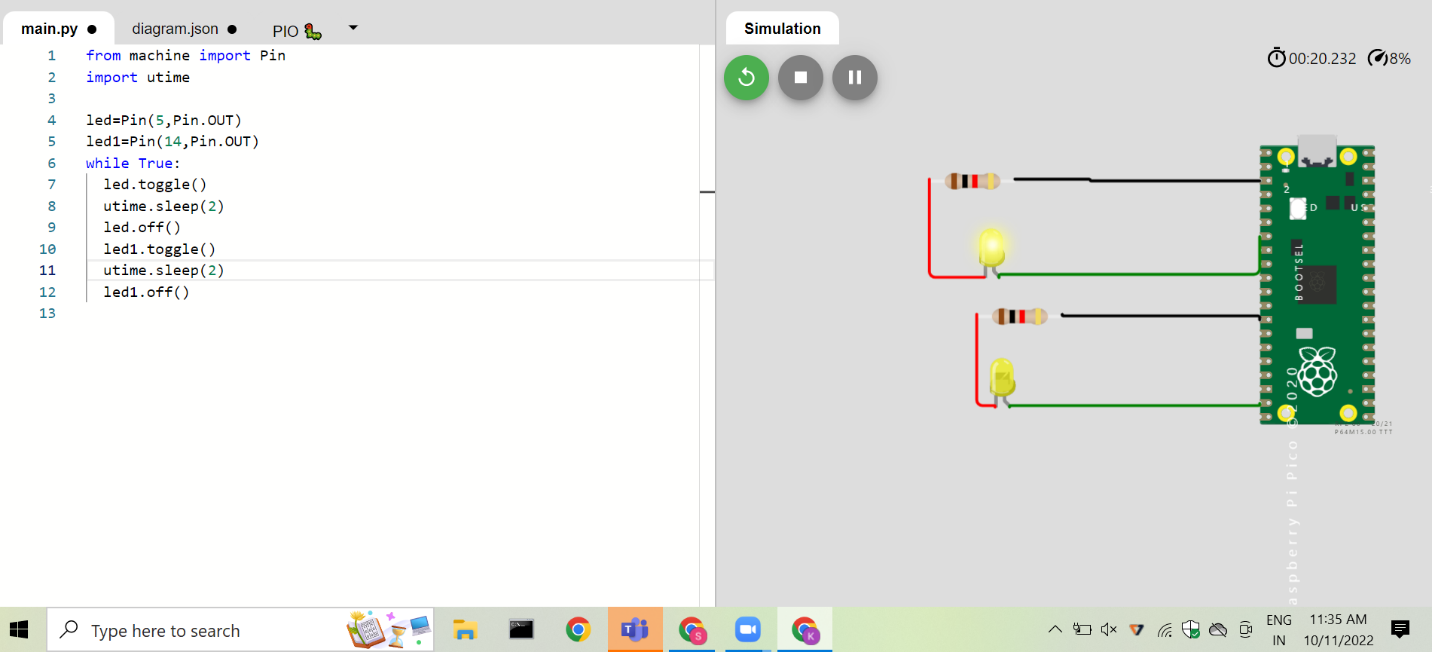 main.py ● diagram.json ● PIO
Simulation
00:20.232 8%
1 from machine import Pin
2 import utime
3
4 led=Pin(5,Pin.OUT)
5 led1=Pin(14,Pin.OUT)
6 while True:
7 led.toggle()
8 utime.sleep(2)
9 led.off()
10 led1.toggle()
11 utime.sleep(2)
12 led1.off()
13
2
BOOTSEL
aspberry Pi Pico ©2020
Type here to search
T
S
K
ENG
IN
11:35 AM
10/11/2022